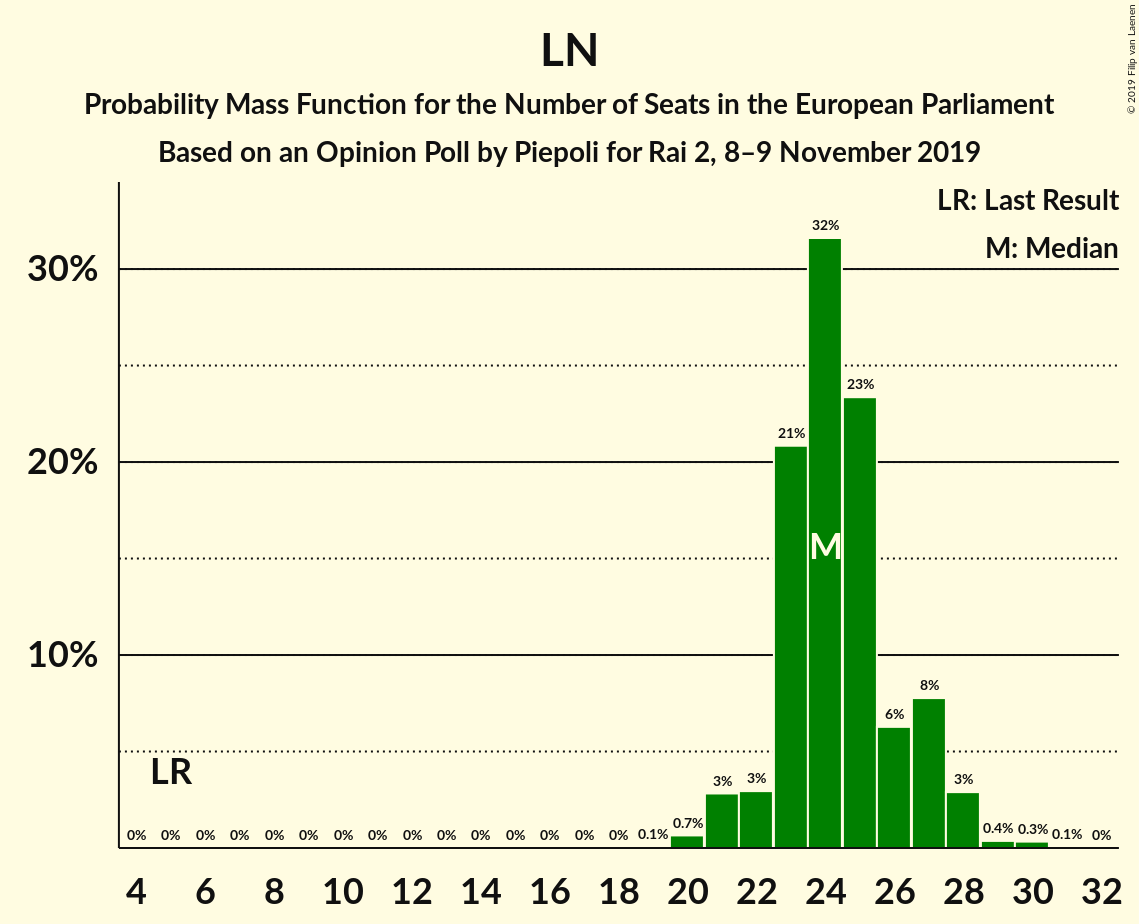 LN
Probability Mass Function for the Number of Seats in the European Parliament
Based on an Opinion Poll by Piepoli for Rai 2, 8–9 November 2019
© 2019 Filip van Laenen
LR: Last Result
M: Median
30%
20%
10%
LR
M
0% 0% 0% 0% 0% 0% 0% 0% 0% 0% 0% 0% 0% 0% 0% 0.1% 0.7% 3% 3% 21% 32% 23% 6% 8% 3% 0.4% 0.3% 0.1% 0%
4 6 8 10 12 14 16 18 20 22 24 26 28 30 32